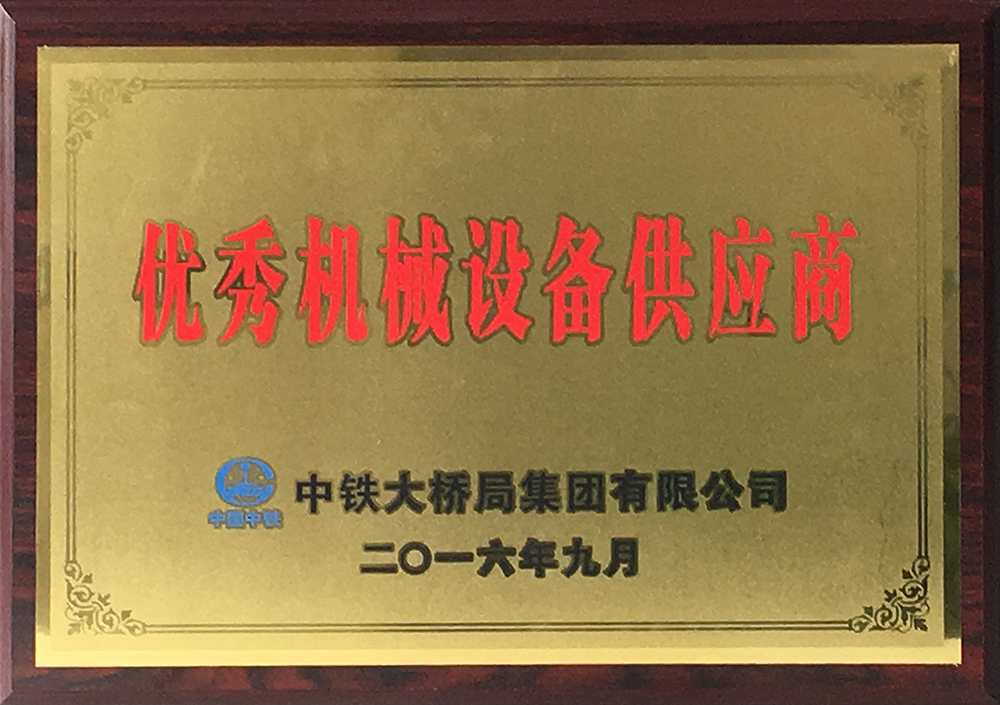 优秀机械设备供应商
中铁大桥局集团有限公司
中国中铁
二〇一六年九月